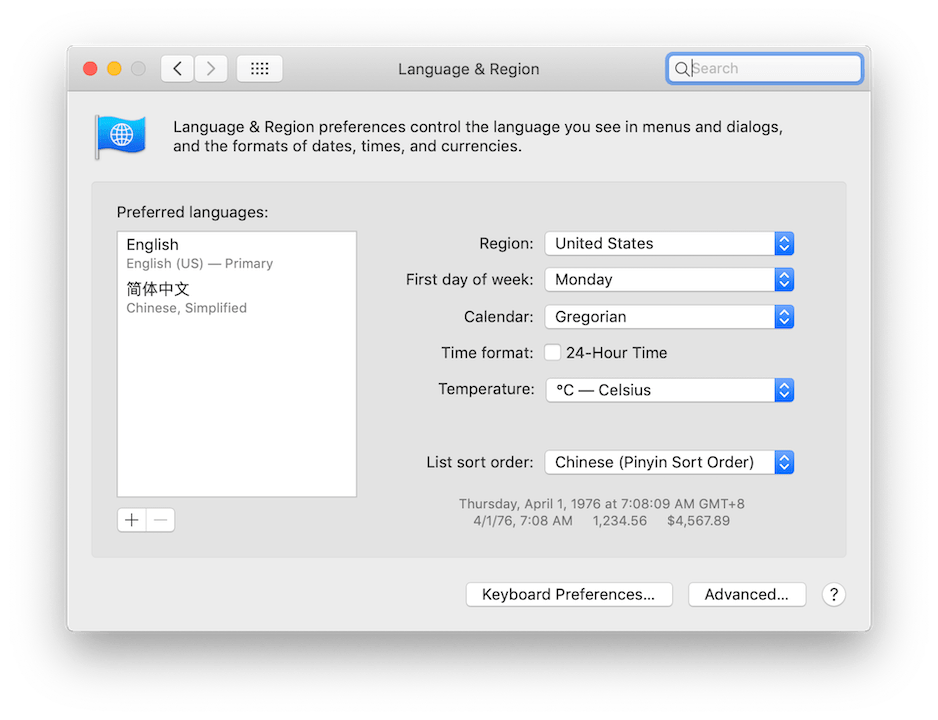 Language & Region
Search
Language & Region preferences control the language you see in menus and dialogs,
and the formats of dates, times, and currencies.
Preferred languages:
English
English (US) — Primary
简体中文
Chinese, Simplified
Region: United States
First day of week: Monday
Calendar: Gregorian
Time format: 24-Hour Time
Temperature: °C — Celsius
List sort order: Chinese (Pinyin Sort Order)
Thursday, April 1, 1976 at 7:08:09 AM GMT+8
4/1/76, 7:08 AM 1,234.56 $4,567.89
Keyboard Preferences... Advanced... ?